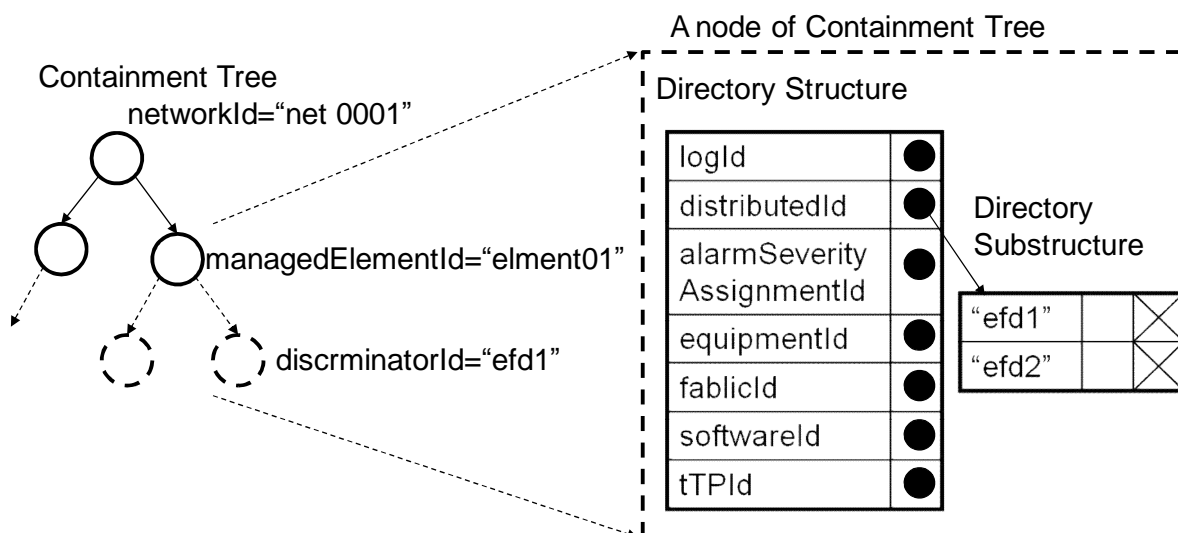 A node of Containment Tree
Containment Tree
networkId=“net 0001”
managedElementId=“elment01”
discrminatorId=“efd1”
Directory Structure
logId
distributedId
alarmSeverity
AssignmentId
equipmentId
fablicId
softwareId
tTPId
Directory
Substructure
“efd1”
“efd2”